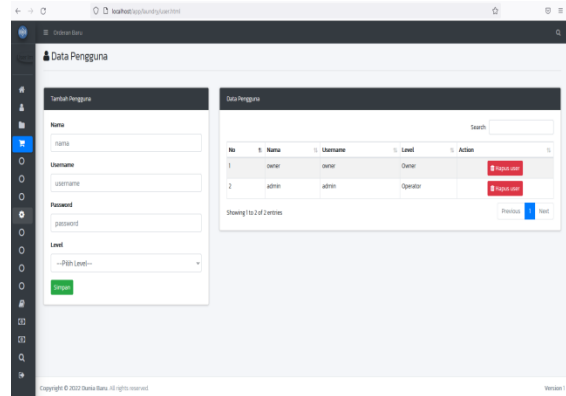 localhost/app/laundry/user.html
Orderan Baru
Data Pengguna
Tambah Pengguna
Nama
nama
Username
username
Password
password
Level
---Pilih Level---
Simpan
Data Pengguna
Search
No Nama Username Level Action
1 owner owner Owner Hapus user
2 admin admin Operator Hapus user
Showing 1 to 2 of 2 entries
Previous 1 Next
Copyright © 2022 Dunia Baru. All rights reserved.
Version 1